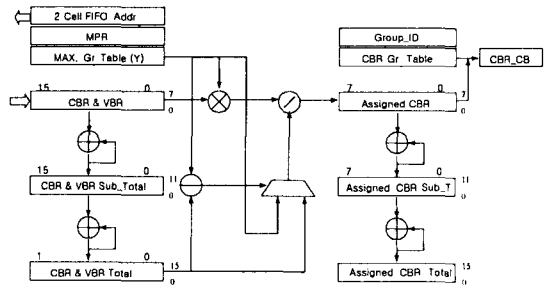 2 Cell FIFO Addr
MPR
MAX. Gr Table (Y)
Group_ID
CBR Gr Table
CBR_CB
15 0 7
CBR & VBR
0
7 0 7
Assigned CBR
0
15 0 11
CBR & VBR Sub_Total
0
7 0 11
Assigned CBR Sub_T
0
1 0 15
CBR & VBR Total
0
15
Assigned CBR Total
0